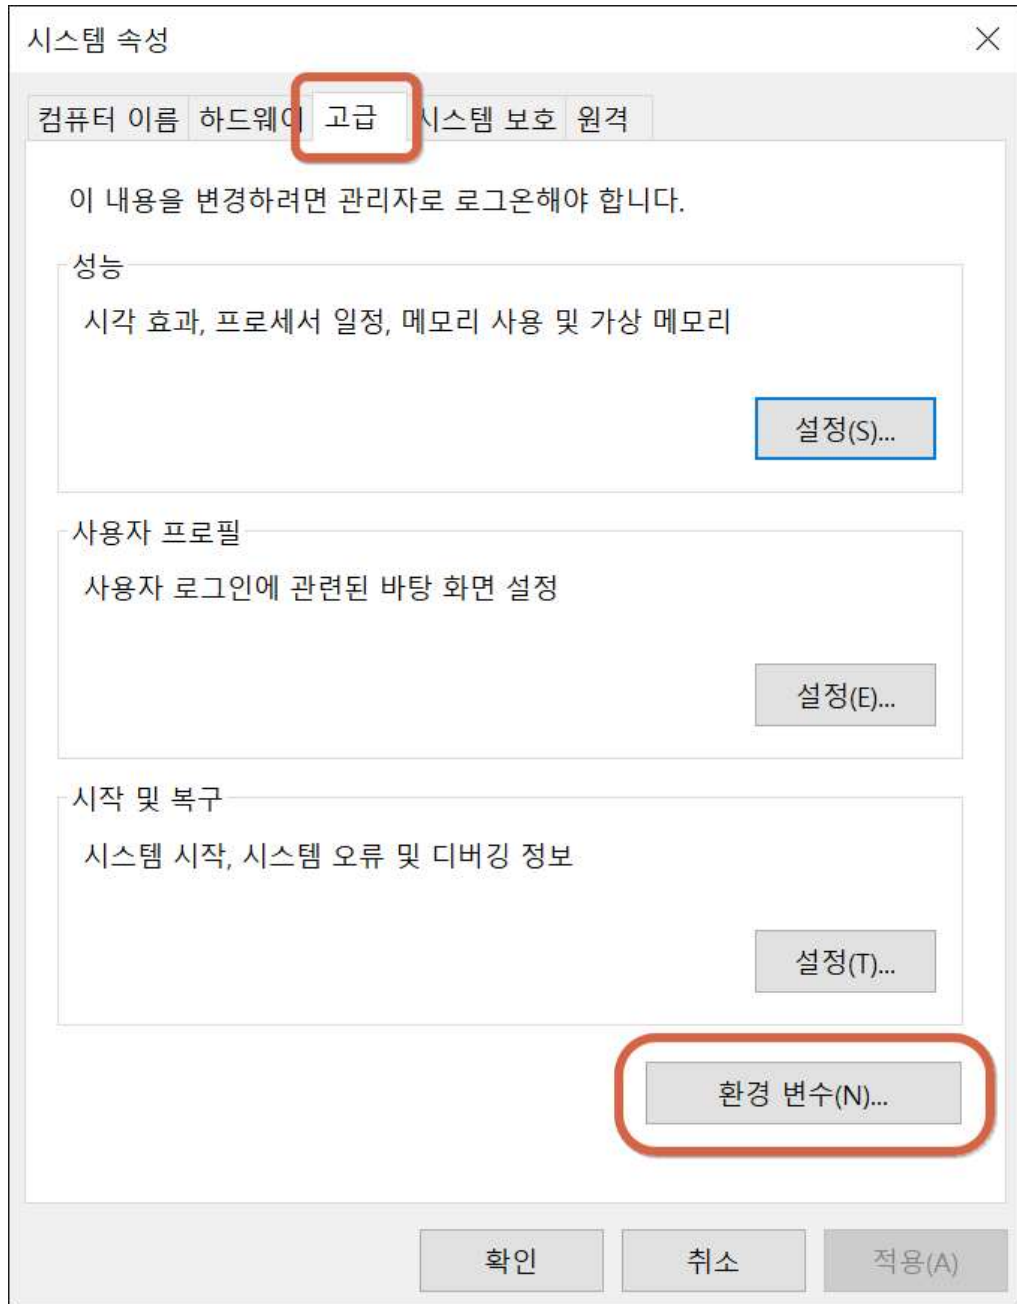 시스템 속성
컴퓨터 이름 하드웨어 고급 시스템 보호 원격
이 내용을 변경하려면 관리자로 로그온해야 합니다.
성능
시각 효과, 프로세서 일정, 메모리 사용 및 가상 메모리
설정(S)...
사용자 프로필
사용자 로그인에 관련된 바탕 화면 설정
설정(E)...
시작 및 복구
시스템 시작, 시스템 오류 및 디버깅 정보
설정(T)...
환경 변수(N)...
확인 취소 적용(A)